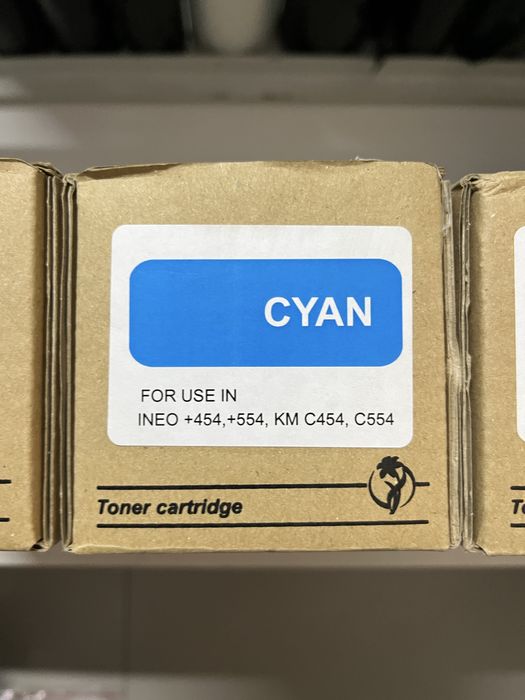 CYAN
FOR USE IN
INEO +454,+554, KM C454, C554
Toner cartridge